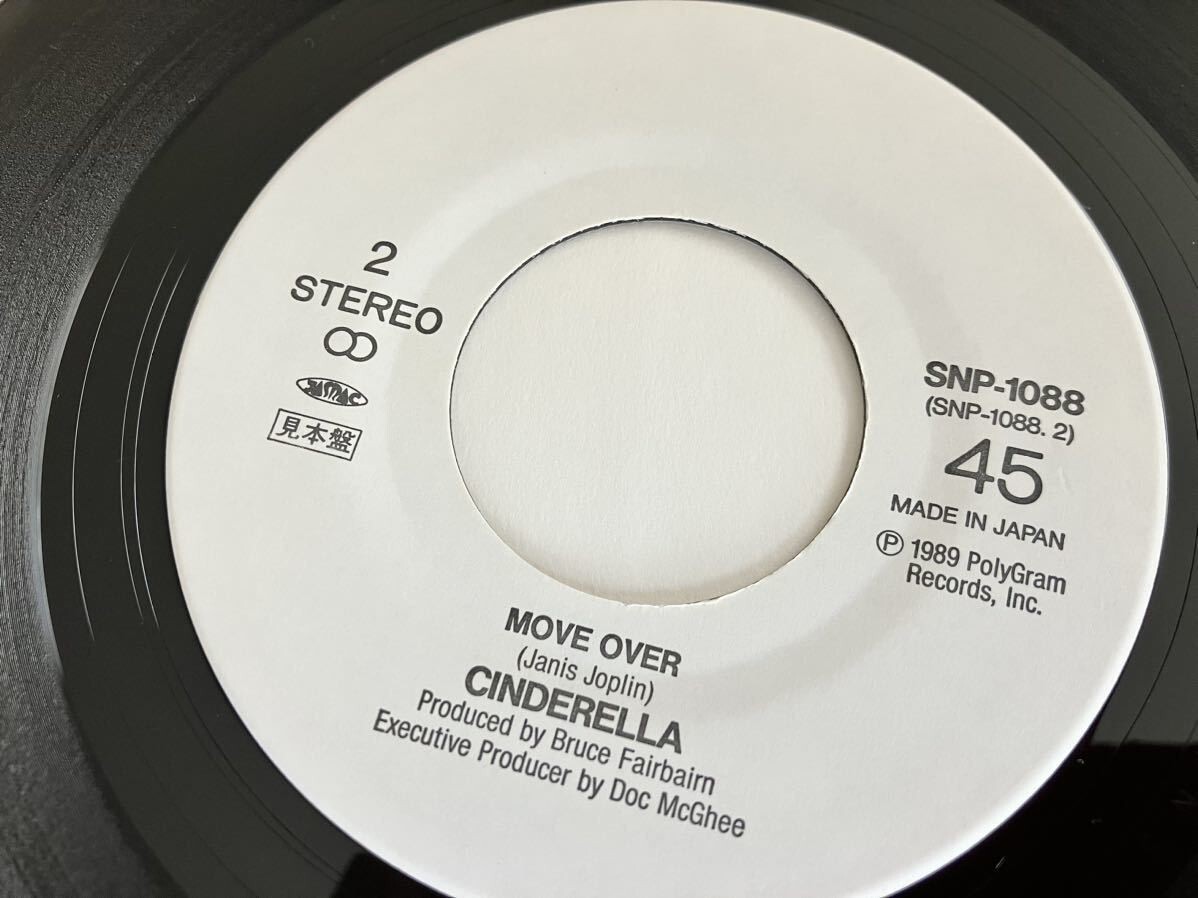 2
STEREO
JASRAC
見本盤
SNP-1088
(SNP-1088. 2)
45
MADE IN JAPAN
Ⓟ 1989 PolyGram
Records, Inc.
MOVE OVER
(Janis Joplin)
CINDERELLA
Produced by Bruce Fairbairn
Executive Producer by Doc McGhee